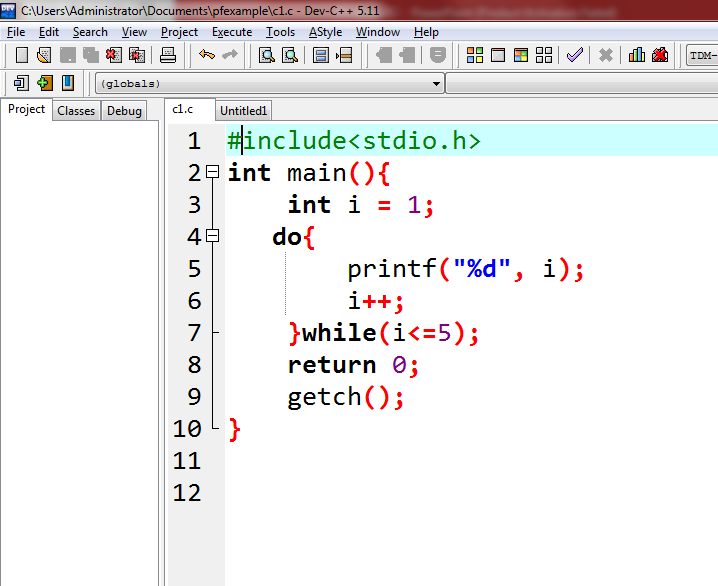 C:\Users\Administrator\Documents\pfexample\c1.c - Dev-C++ 5.11
File Edit Search View Project Execute Tools AStyle Window Help
TDM-
(globals)
Project Classes Debug
c1.c Untitled1
1 #include<stdio.h>
2 int main(){
3 int i = 1;
4 do{
5 printf("%d", i);
6 i++;
7 }while(i<=5);
8 return 0;
9 getch();
10 }
11
12